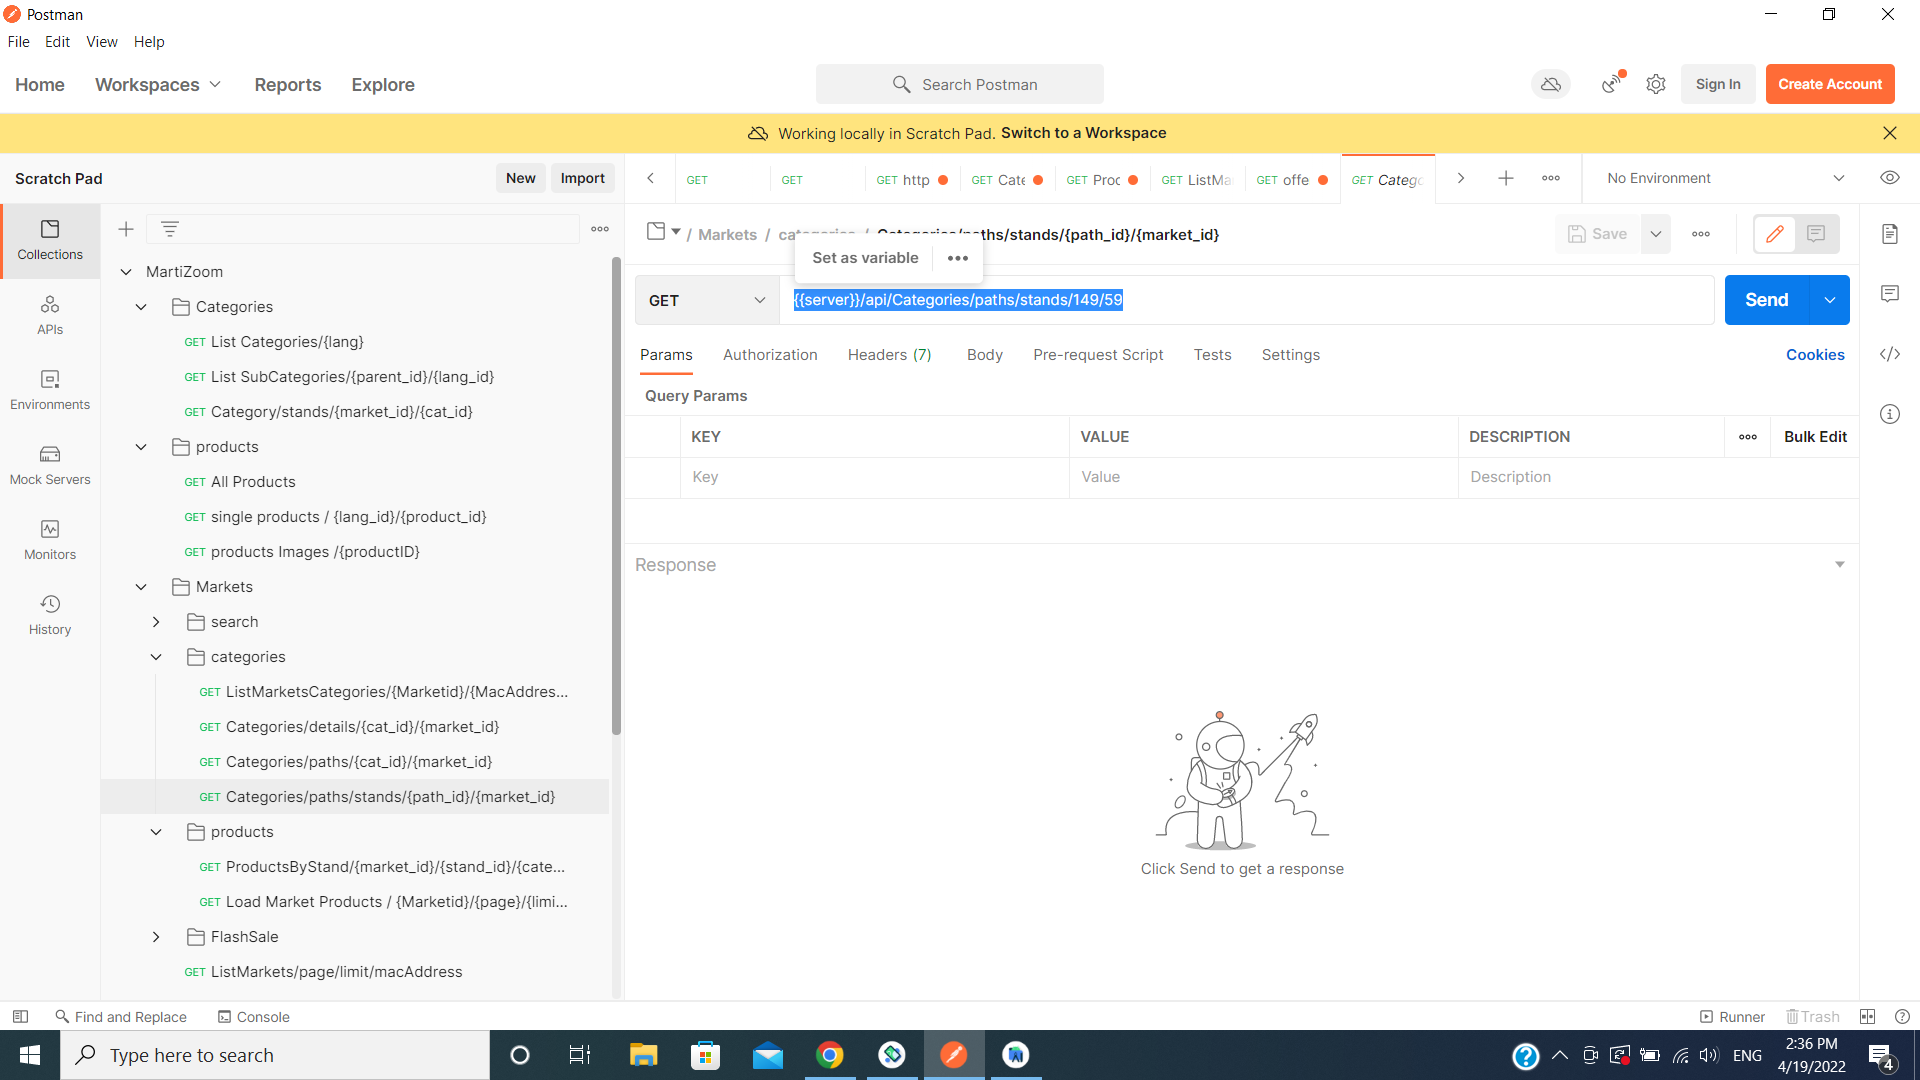 Postman
File Edit View Help
Home Workspaces Reports Explore
Search Postman
Sign In
Create Account
Working locally in Scratch Pad. Switch to a Workspace
Scratch Pad
New
Import
GET
GET
GET http
GET Cate
GET Proc
GET ListMa
GET offe
GET Catego
No Environment
Collections
APIs
Environments
Mock Servers
Monitors
History
MartiZoom
Categories
GET List Categories/{lang}
GET List SubCategories/{parent_id}/{lang_id}
GET Category/stands/{market_id}/{cat_id}
products
GET All Products
GET single products / {lang_id}/{product_id}
GET products Images /{productID}
Markets
search
categories
GET ListMarketsCategories/{Marketid}/{MacAddres...
GET Categories/details/{cat_id}/{market_id}
GET Categories/paths/{cat_id}/{market_id}
GET Categories/paths/stands/{path_id}/{market_id}
products
GET ProductsByStand/{market_id}/{stand_id}/{cate...
GET Load Market Products / {Marketid}/{page}/{limi...
FlashSale
GET ListMarkets/page/limit/macAddress
/ Markets / categories / Categories/paths/stands/{path_id}/{market_id}
Save
Set as variable
GET
{{server}}/api/Categories/paths/stands/149/59
Send
Params Authorization Headers (7) Body Pre-request Script Tests Settings
Cookies
Query Params
KEY VALUE DESCRIPTION
Bulk Edit
Key Value Description
Response
Click Send to get a response
Find and Replace
Console
Runner
Trash
Type here to search
ENG
2:36 PM
4/19/2022
4